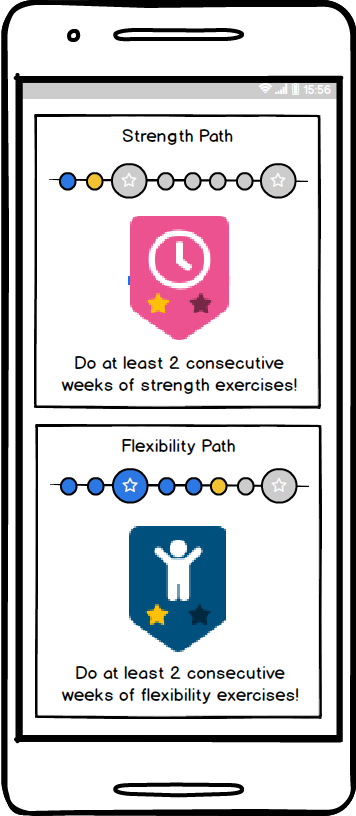 15:56
Strength Path
Do at least 2 consecutive
weeks of strength exercises!
Flexibility Path
Do at least 2 consecutive
weeks of flexibility exercises!